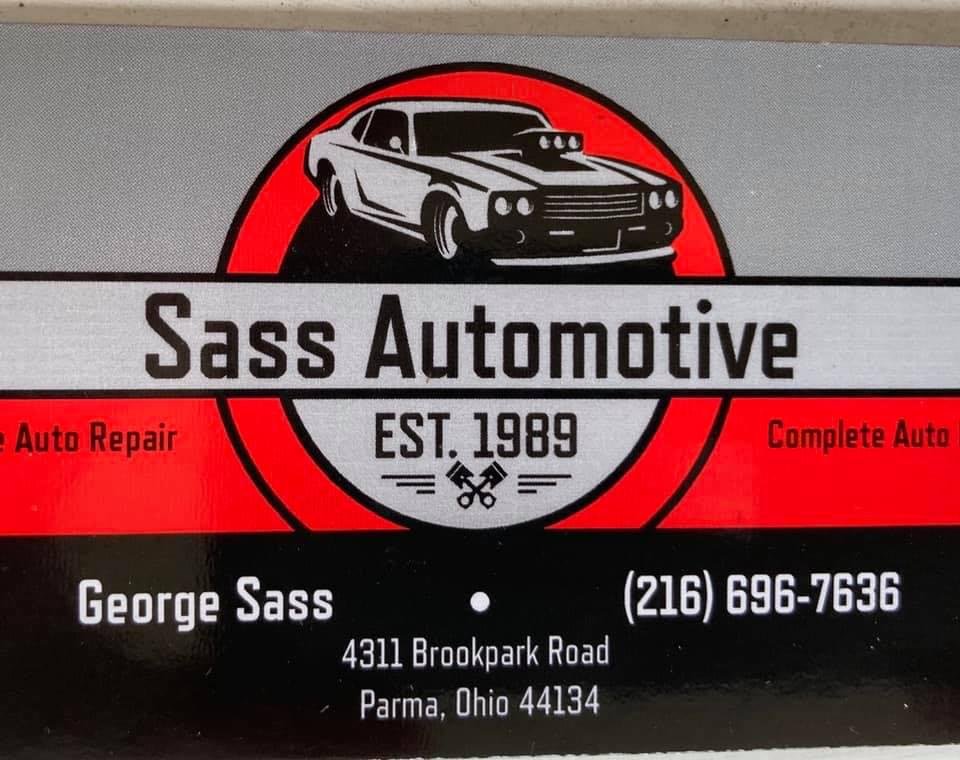 Sass Automotive
EST. 1989
Auto Repair
Complete Auto
George Sass • (216) 696-7636
4311 Brookpark Road
Parma, Ohio 44134